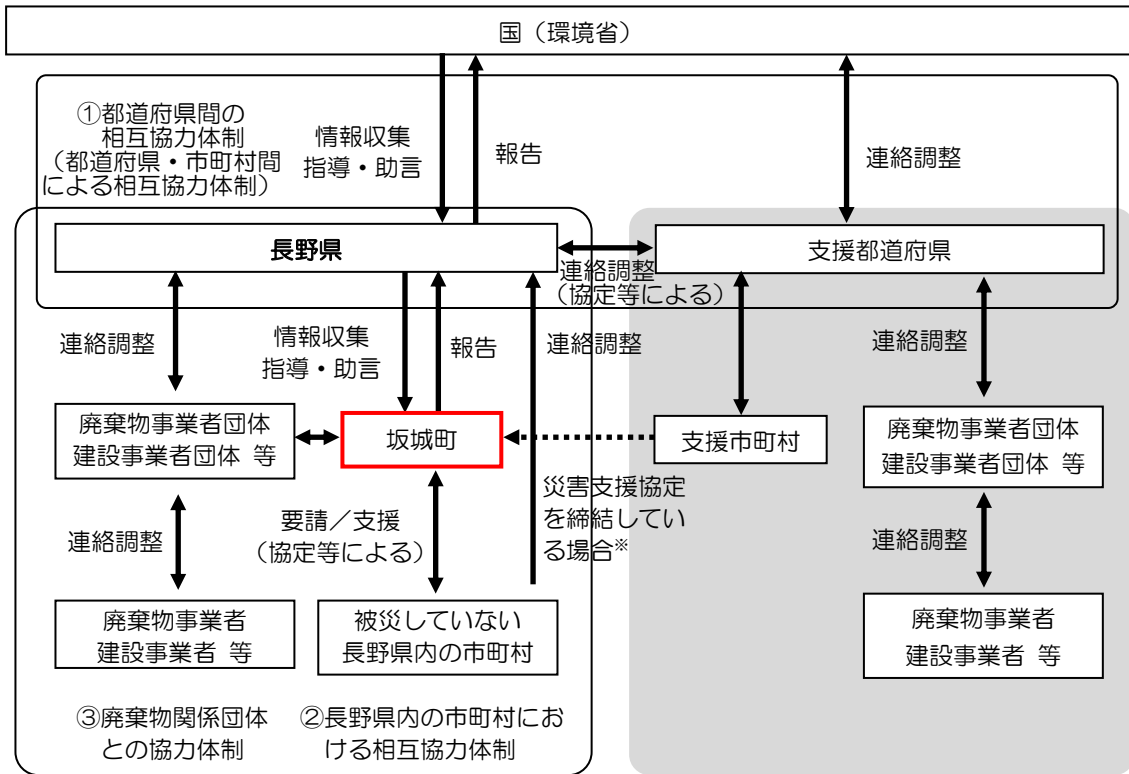 国（環境省）
①都道府県間の
相互協力体制
（都道府県・市町村間
による相互協力体制）
情報収集
指導・助言
報告
連絡調整
長野県
支援都道府県
連絡調整
（協定等による）
連絡調整
情報収集
指導・助言
報告
連絡調整
連絡調整
廃棄物事業者団体
建設事業者団体 等
坂城町
支援市町村
廃棄物事業者団体
建設事業者団体 等
災害支援協定
を締結してい
る場合※
要請／支援
（協定等による）
連絡調整
連絡調整
廃棄物事業者
建設事業者 等
被災していない
長野県内の市町村
廃棄物事業者
建設事業者 等
③廃棄物関係団体
との協力体制
②長野県内の市町村にお
ける相互協力体制